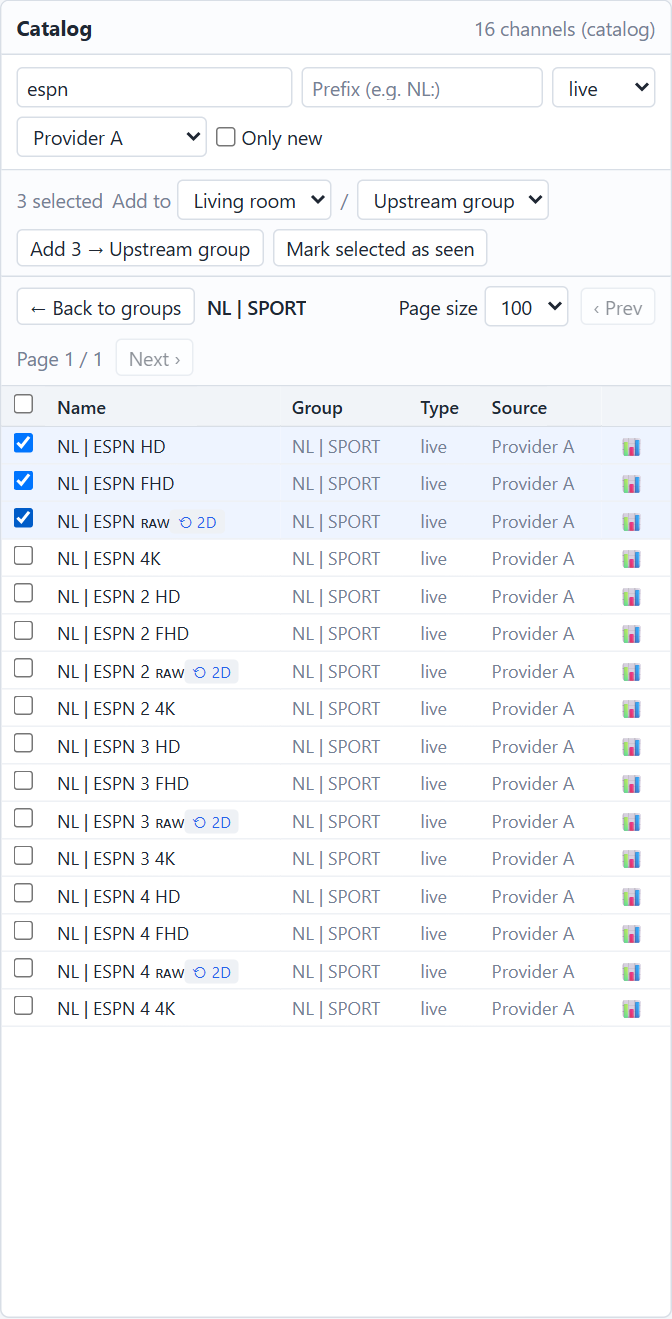 Catalog 16 channels (catalog)
espn Prefix (e.g. NL:) live
Provider A Only new
3 selected Add to Living room / Upstream group
Add 3 → Upstream group Mark selected as seen
← Back to groups NL | SPORT Page size 100 ‹ Prev
Page 1 / 1 Next ›
Name Group Type Source
NL | ESPN HD NL | SPORT live Provider A
NL | ESPN FHD NL | SPORT live Provider A
NL | ESPN ʀᴀᴡ ⟲ 2D NL | SPORT live Provider A
NL | ESPN 4K NL | SPORT live Provider A
NL | ESPN 2 HD NL | SPORT live Provider A
NL | ESPN 2 FHD NL | SPORT live Provider A
NL | ESPN 2 ʀᴀᴡ ⟲ 2D NL | SPORT live Provider A
NL | ESPN 2 4K NL | SPORT live Provider A
NL | ESPN 3 HD NL | SPORT live Provider A
NL | ESPN 3 FHD NL | SPORT live Provider A
NL | ESPN 3 ʀᴀᴡ ⟲ 2D NL | SPORT live Provider A
NL | ESPN 3 4K NL | SPORT live Provider A
NL | ESPN 4 HD NL | SPORT live Provider A
NL | ESPN 4 FHD NL | SPORT live Provider A
NL | ESPN 4 ʀᴀᴡ ⟲ 2D NL | SPORT live Provider A
NL | ESPN 4 4K NL | SPORT live Provider A